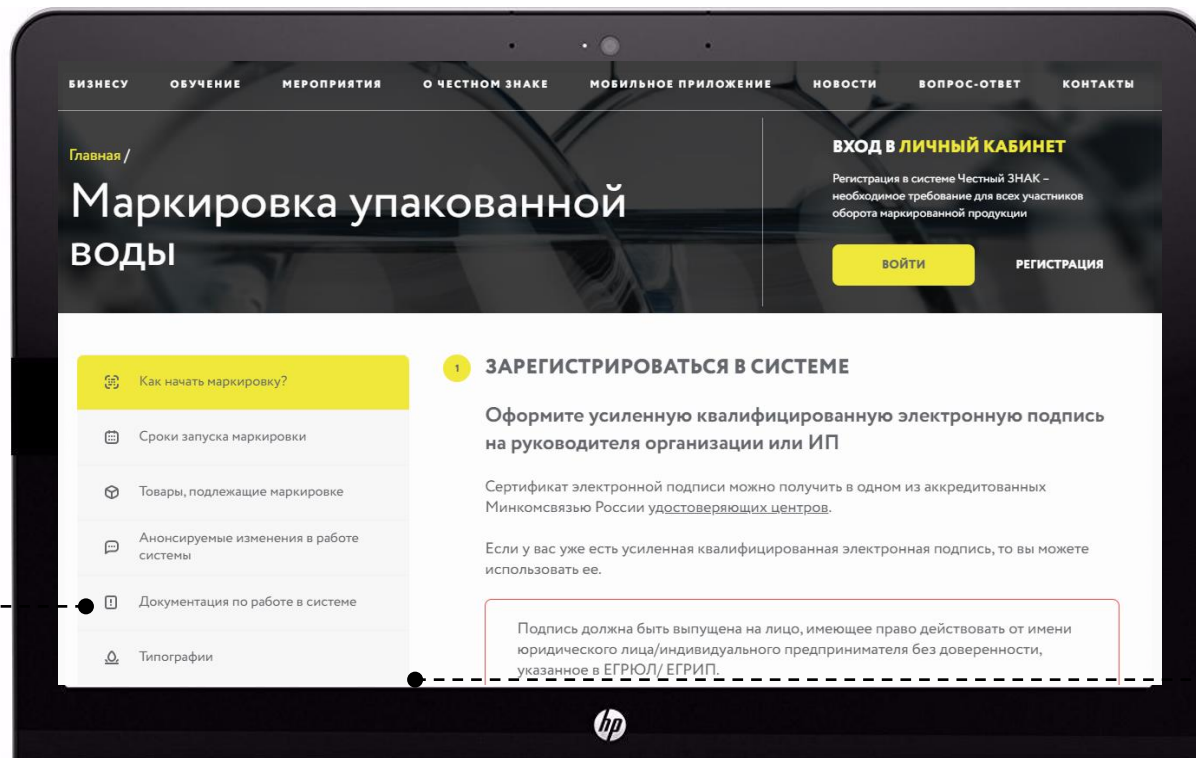 БИЗНЕСУ ОБУЧЕНИЕ МЕРОПРИЯТИЯ О ЧЕСТНОМ ЗНАКЕ МОБИЛЬНОЕ ПРИЛОЖЕНИЕ НОВОСТИ ВОПРОС-ОТВЕТ КОНТАКТЫ
Главная /
Маркировка упакованной
воды
ВХОД В ЛИЧНЫЙ КАБИНЕТ
Регистрация в системе Честный ЗНАК –
необходимое требование для всех участников
оборота маркированной продукции
ВОЙТИ РЕГИСТРАЦИЯ
Как начать маркировку?
Сроки запуска маркировки
Товары, подлежащие маркировке
Анонсируемые изменения в работе
системы
Документация по работе в системе
Типографии
1 ЗАРЕГИСТРИРОВАТЬСЯ В СИСТЕМЕ
Оформите усиленную квалифицированную электронную подпись
на руководителя организации или ИП
Сертификат электронной подписи можно получить в одном из аккредитованных
Минкомсвязью России удостоверяющих центров.
Если у вас уже есть усиленная квалифицированная электронная подпись, то вы можете
использовать ее.
Подпись должна быть выпущена на лицо, имеющее право действовать от имени
юридического лица/индивидуального предпринимателя без доверенности,
указанное в ЕГРЮЛ/ ЕГРИП.
hp